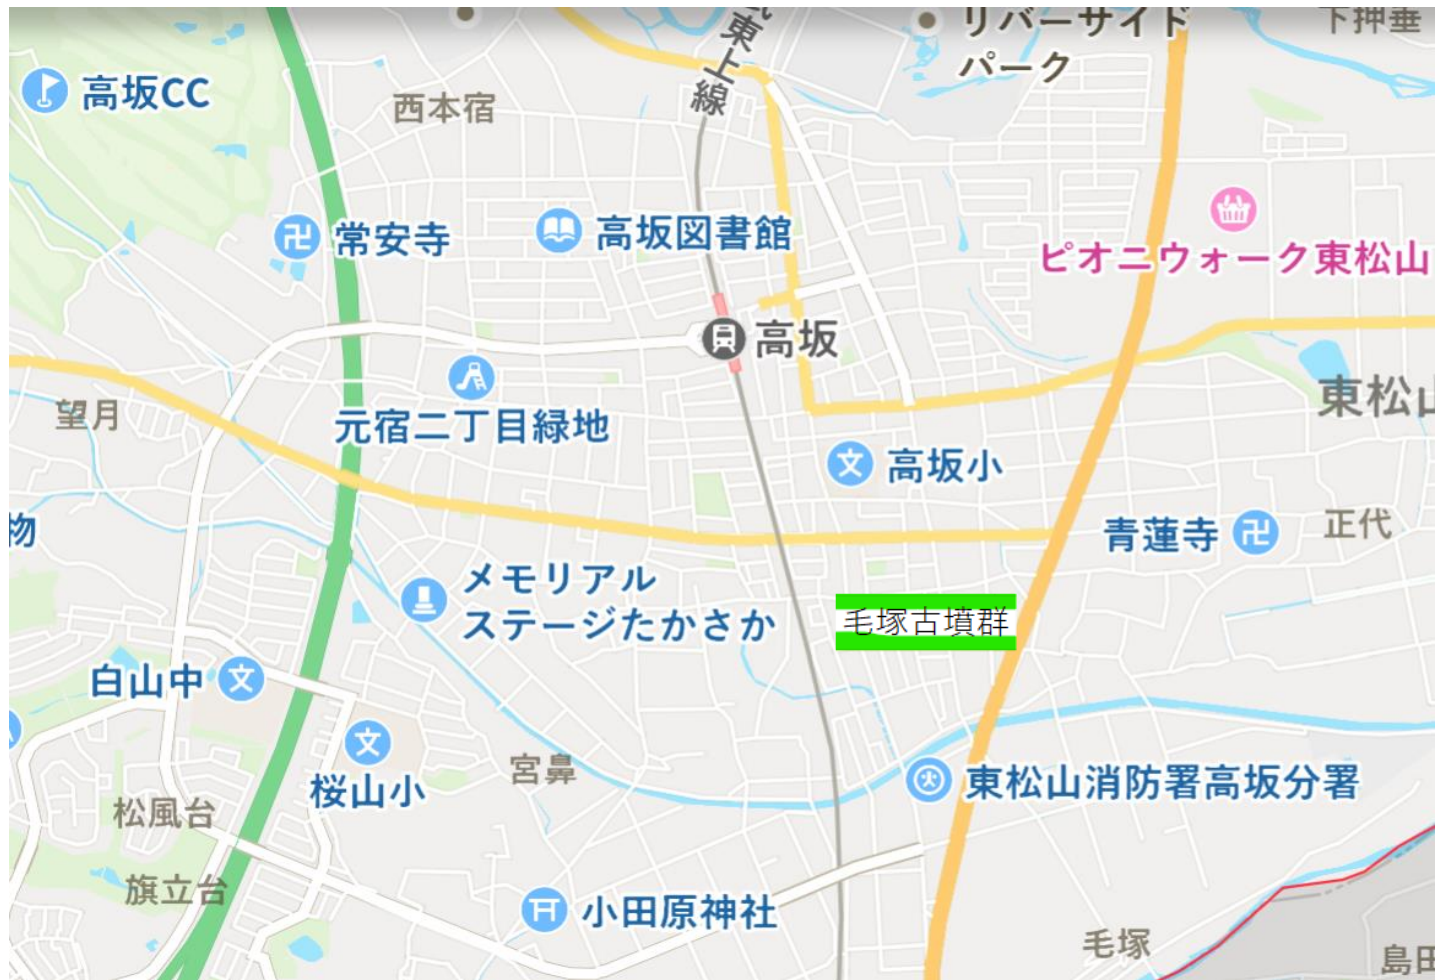 リバーサイド
パーク
下押垂
東上線
高坂CC
西本宿
常安寺
高坂図書館
ピオニウォーク東松山
高坂
望月
元宿二丁目緑地
東松山
高坂小
物
青蓮寺
正代
メモリアル
ステージたかさか
毛塚古墳群
白山中
桜山小
宮鼻
東松山消防署高坂分署
松風台
旗立台
小田原神社
毛塚
島田